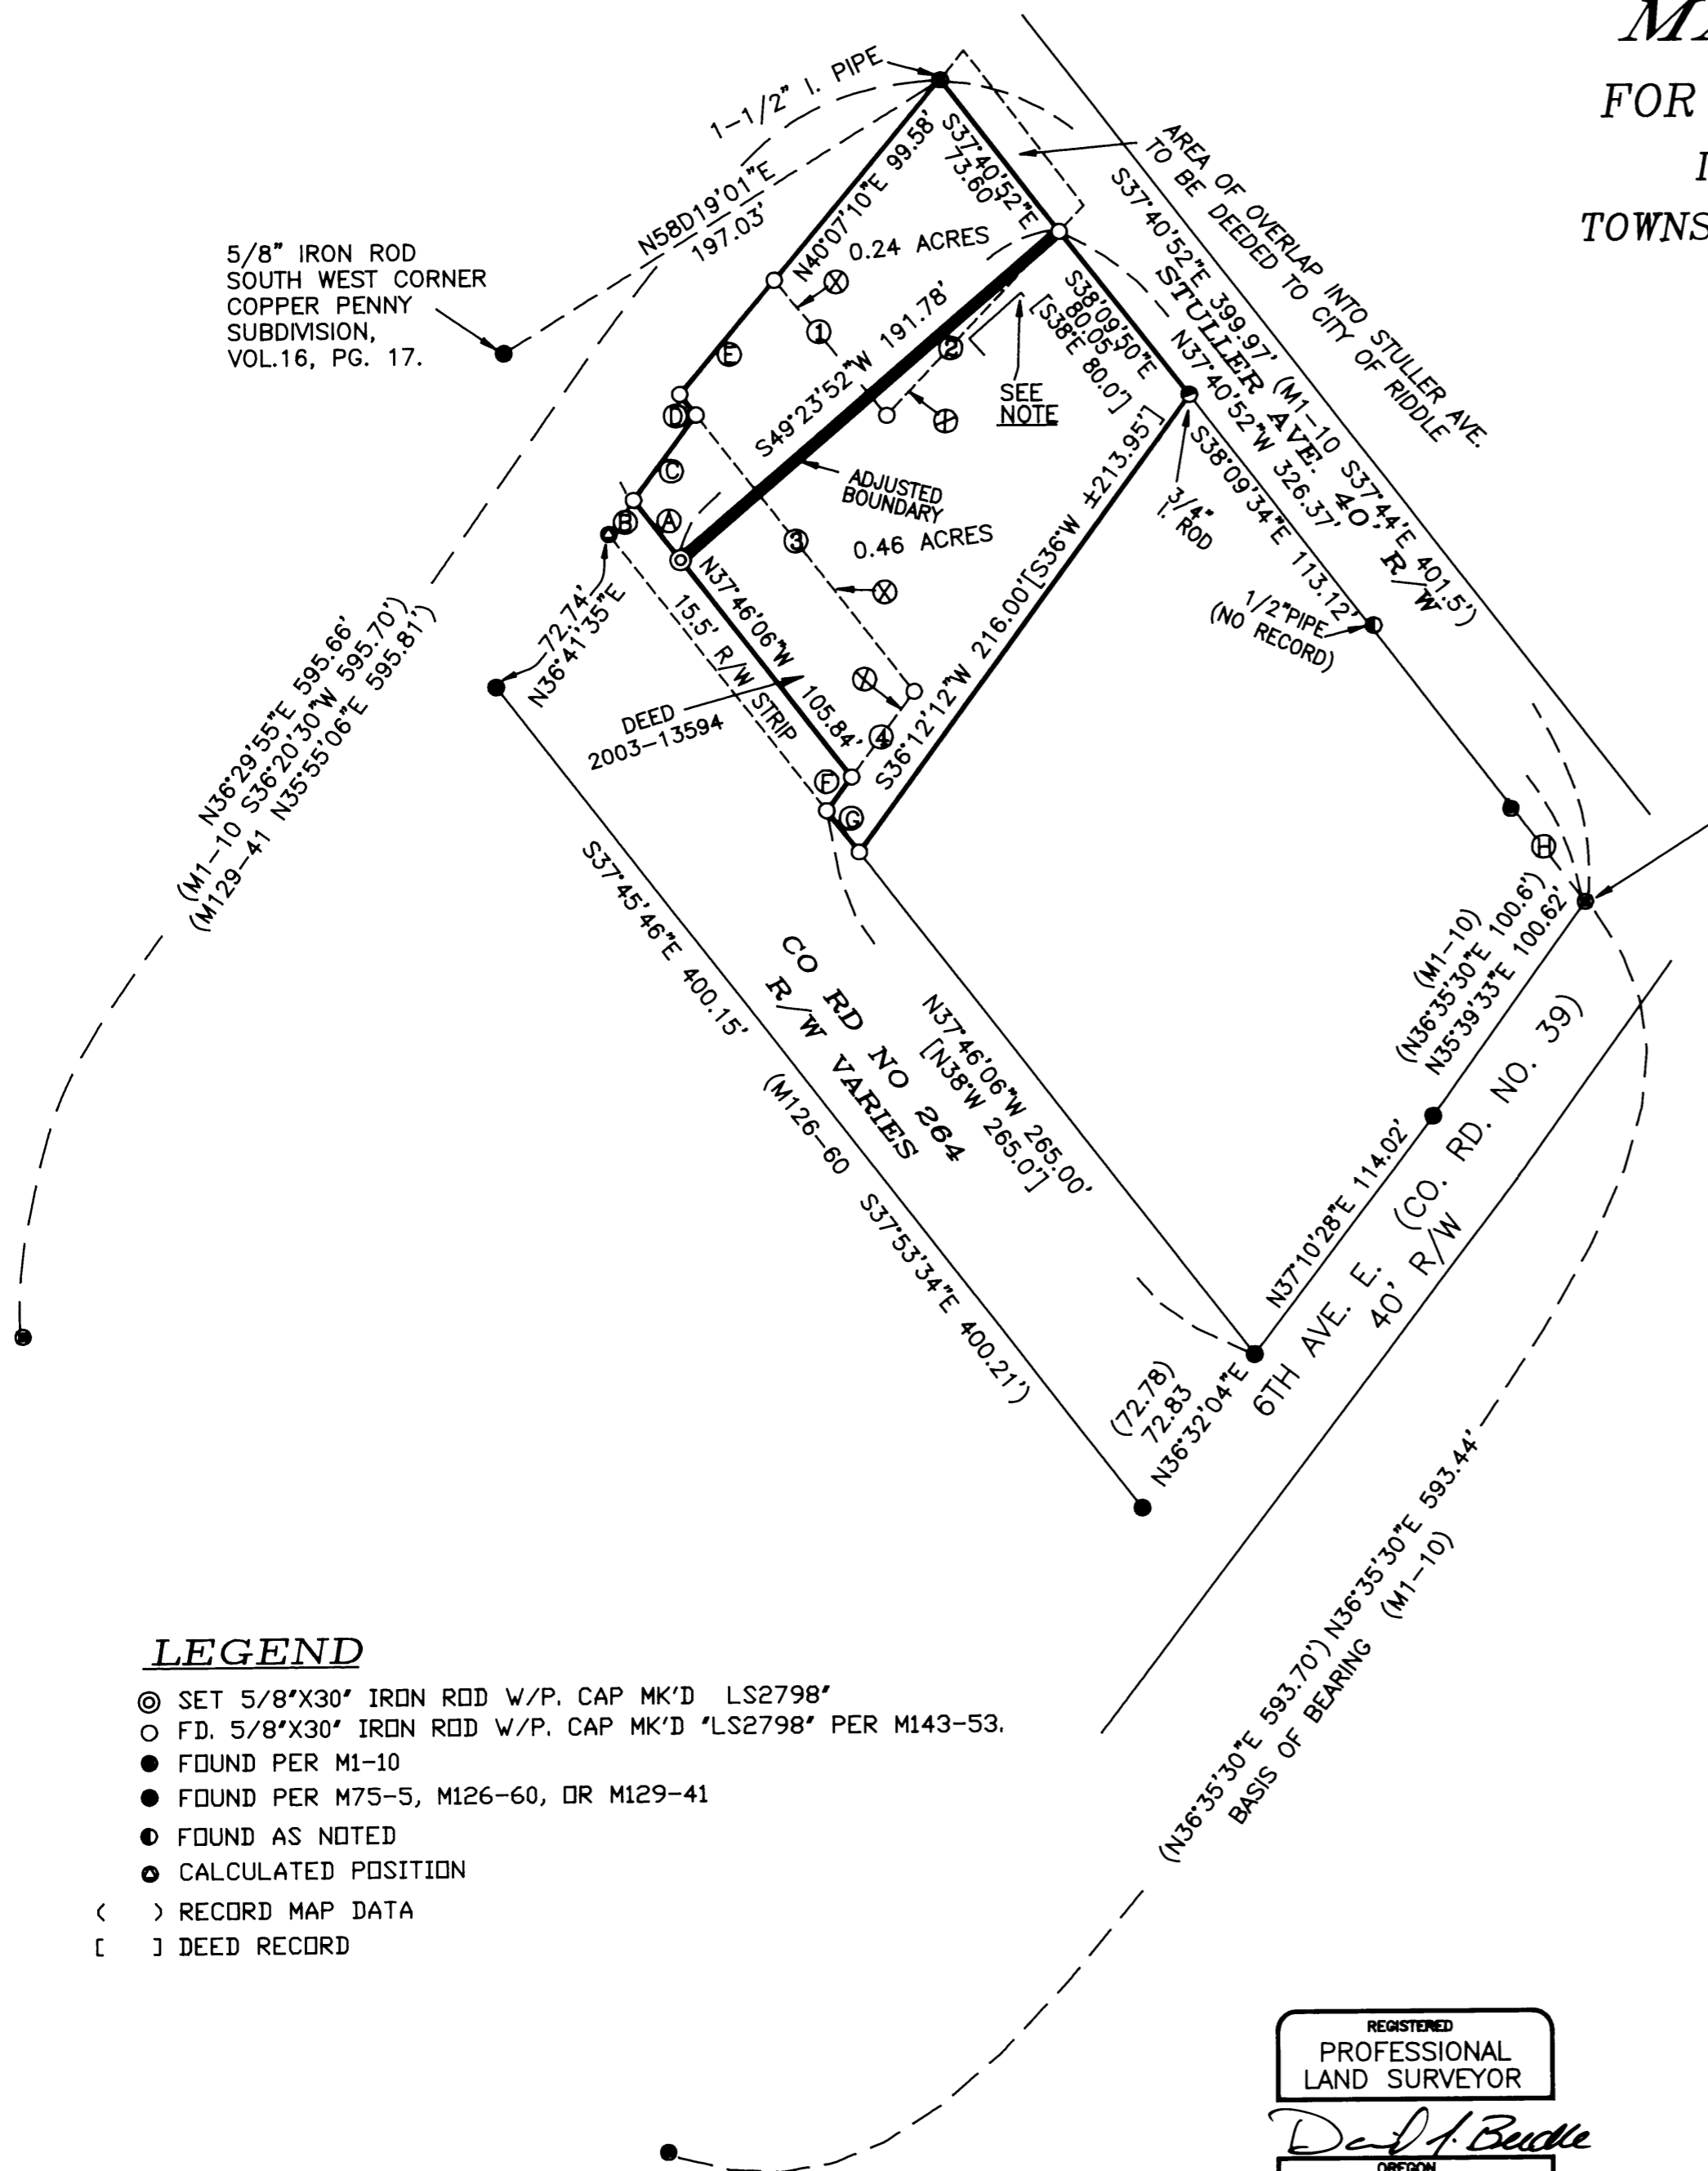 MA
FOR
I
TOWNS
1-1/2" I. PIPE
5/8" IRON ROD
SOUTH WEST CORNER
COPPER PENNY
SUBDIVISION,
VOL.16, PG. 17.
N58D19'01"E
197.03'
N40°07'10"E 99.58'
S37°40'52"E
73.60'
0.24 ACRES
AREA OF OVERLAP INTO STULLER AVE.
TO BE DEEDED TO CITY OF RIDDLE
S37°40'52"E 399.97' (M1-10 S37°44'E 401.5')
STULLER AVE. 40' R/W
N37°40'52"W 326.37'
S38°09'50"E
80.05'
[S38°E 80.0']
S38°09'34"E 113.12'
1
2
3
4
E
D
C
B
A
F
G
H
S49°23'52"W 191.78'
SEE
NOTE
ADJUSTED
BOUNDARY
0.46 ACRES
3/4"
I. ROD
1/2"PIPE
(NO RECORD)
S36°12'12"W 216.00'[S36°W ±213.95']
N37°46'06"W 105.84'
15.5' R/W STRIP
72.74'
N36°41'35"E
DEED
2003-13594
N36°29'55"E 595.66'
(M1-10 S36°20'30"W 595.70')
(M129-41 N35°55'06"E 595.81')
S37°45'46"E 400.15'
(M126-60 S37°53'34"E 400.21')
CO RD NO 264
R/W VARIES
N37°46'06"W 265.00'
[N38°W 265.0']
(M1-10)
(N36°35'30"E 100.6')
N35°39'33"E 100.62'
N37°10'28"E 114.02'
6TH AVE. E. (CO. RD. NO. 39)
40' R/W
(72.78)
72.83
N36°32'04"E
(N36°35'30"E 593.70') N36°35'30"E 593.44'
BASIS OF BEARING (M1-10)
LEGEND
SET 5/8"X30" IRON ROD W/P. CAP MK'D LS2798"
FD. 5/8"X30" IRON ROD W/P. CAP MK'D "LS2798" PER M143-53.
FOUND PER M1-10
FOUND PER M75-5, M126-60, OR M129-41
FOUND AS NOTED
CALCULATED POSITION
( ) RECORD MAP DATA
[ ] DEED RECORD
REGISTERED
PROFESSIONAL
LAND SURVEYOR
OREGON